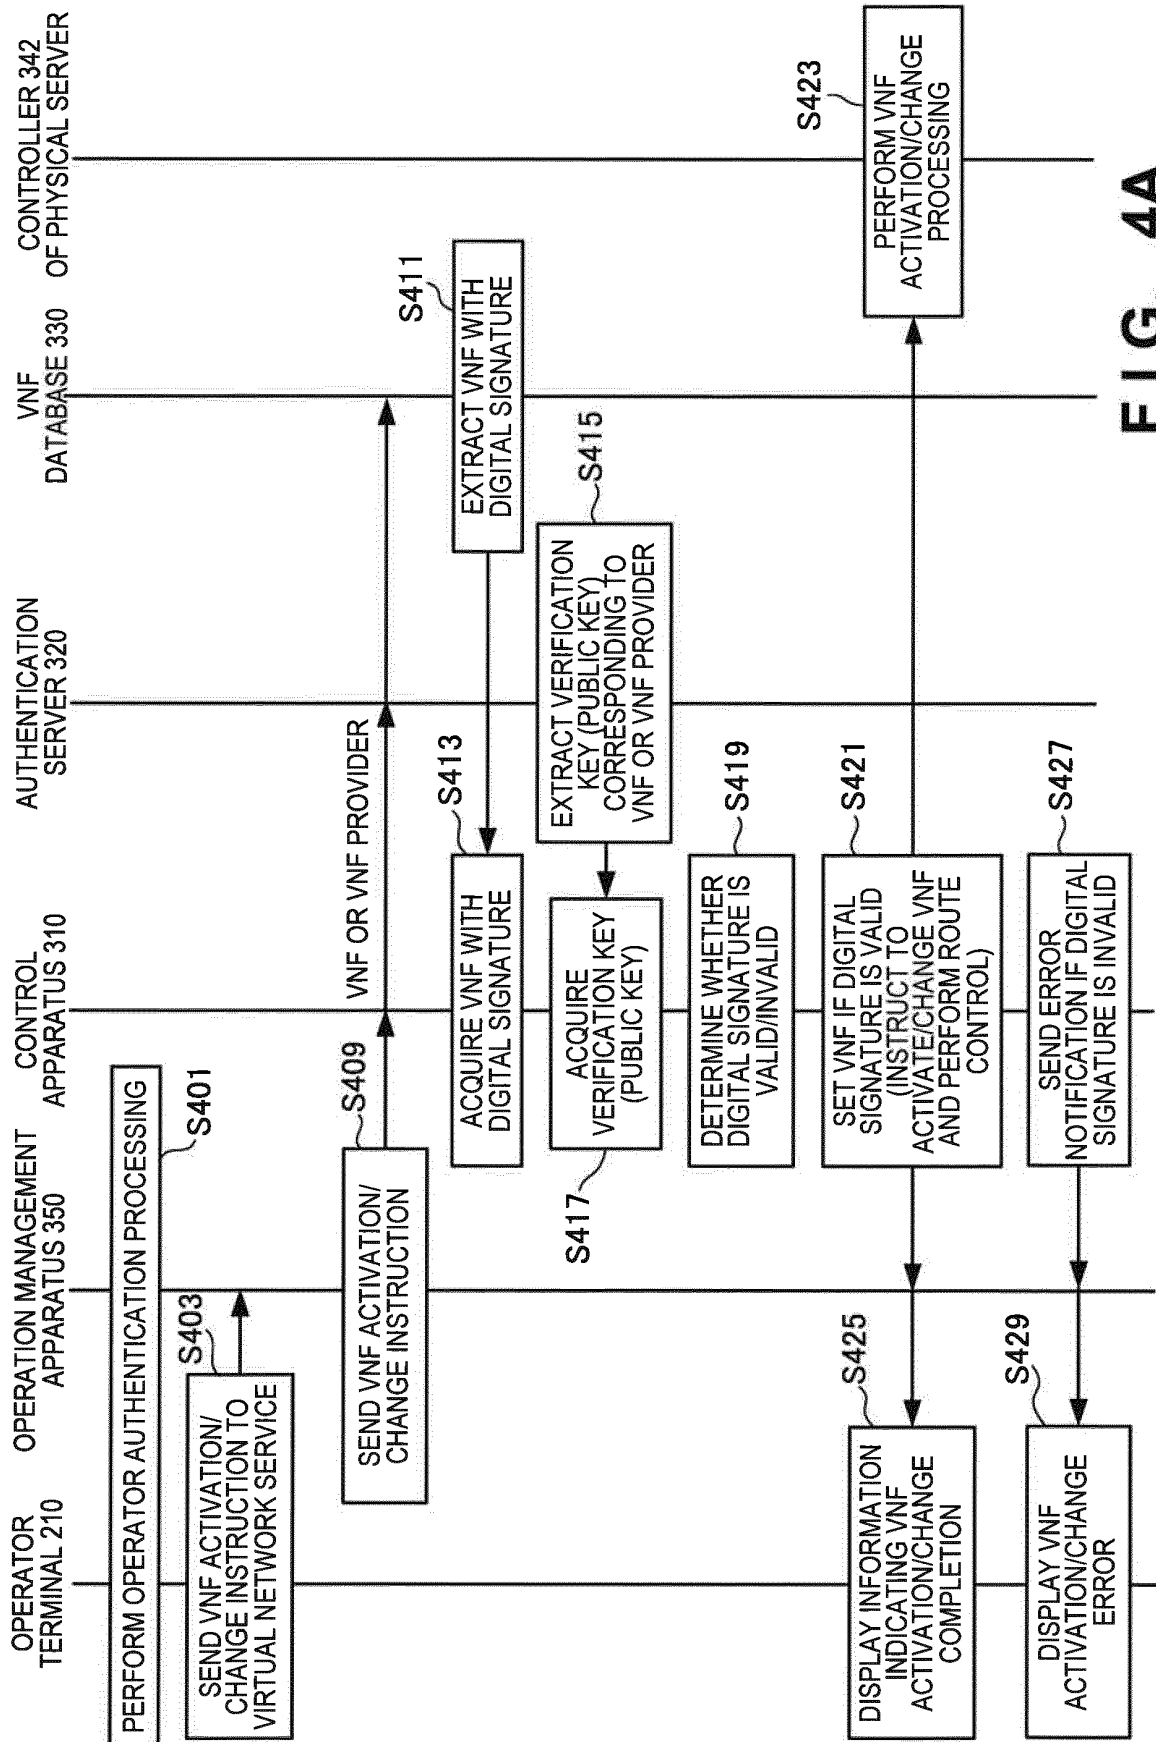 OPERATOR
TERMINAL 210
OPERATION MANAGEMENT
APPARATUS 350
CONTROL
APPARATUS 310
AUTHENTICATION
SERVER 320
VNF
DATABASE 330
CONTROLLER 342
OF PHYSICAL SERVER
PERFORM OPERATOR AUTHENTICATION PROCESSING
S401
S403
SEND VNF ACTIVATION/
CHANGE INSTRUCTION TO
VIRTUAL NETWORK SERVICE
S409
SEND VNF ACTIVATION/
CHANGE INSTRUCTION
VNF OR VNF PROVIDER
S411
EXTRACT VNF WITH
DIGITAL SIGNATURE
S413
ACQUIRE VNF WITH
DIGITAL SIGNATURE
S415
EXTRACT VERIFICATION
KEY (PUBLIC KEY)
CORRESPONDING TO
VNF OR VNF PROVIDER
S417
ACQUIRE
VERIFICATION KEY
(PUBLIC KEY)
S419
DETERMINE WHETHER
DIGITAL SIGNATURE IS
VALID/INVALID
S421
SET VNF IF DIGITAL
SIGNATURE IS VALID
(INSTRUCT TO
ACTIVATE/CHANGE VNF
AND PERFORM ROUTE
CONTROL)
S423
PERFORM VNF
ACTIVATION/CHANGE
PROCESSING
S425
DISPLAY INFORMATION
INDICATING VNF
ACTIVATION/CHANGE
COMPLETION
S427
SEND ERROR
NOTIFICATION IF DIGITAL
SIGNATURE IS INVALID
S429
DISPLAY VNF
ACTIVATION/CHANGE
ERROR
FIG. 4A